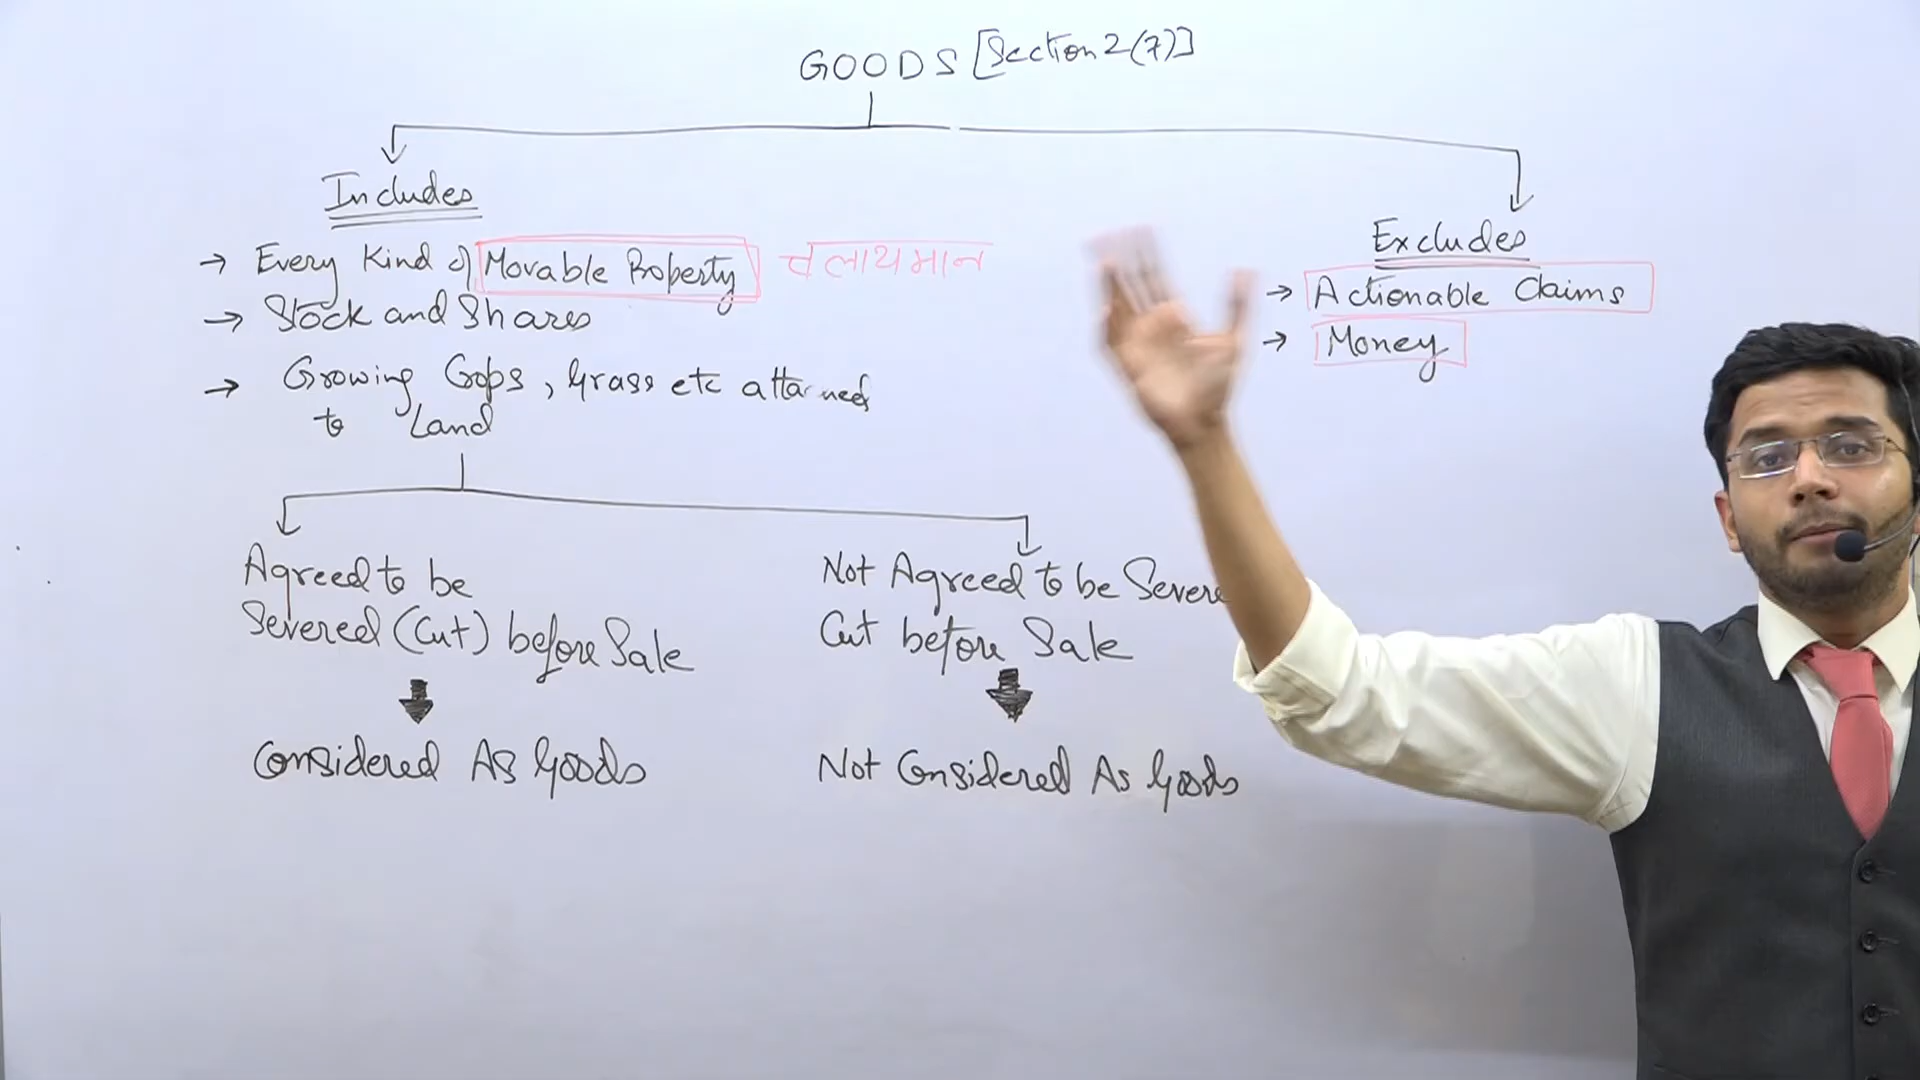 GOODS [Section 2(7)]
Includes
→ Every Kind of Movable Property चलायमान
→ Stock and Shares
→ Growing Crops, Grass etc attached
to Land
Excludes
→ Actionable Claims
→ Money
Agreed to be
Severed (Cut) before Sale
Considered As Goods
Not Agreed to be Severe
Cut before Sale
Not Considered As Goods